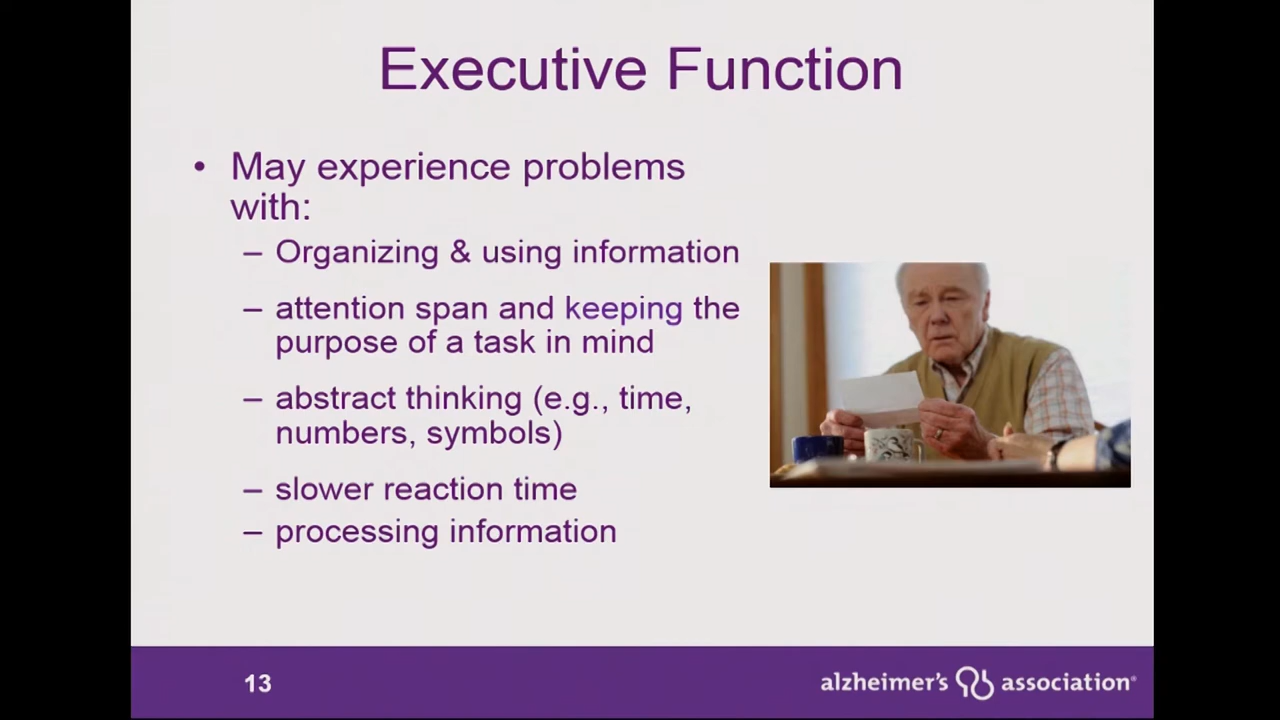 Executive Function
• May experience problems
with:
– Organizing & using information
– attention span and keeping the
purpose of a task in mind
– abstract thinking (e.g., time,
numbers, symbols)
– slower reaction time
– processing information
13
alzheimer's association®